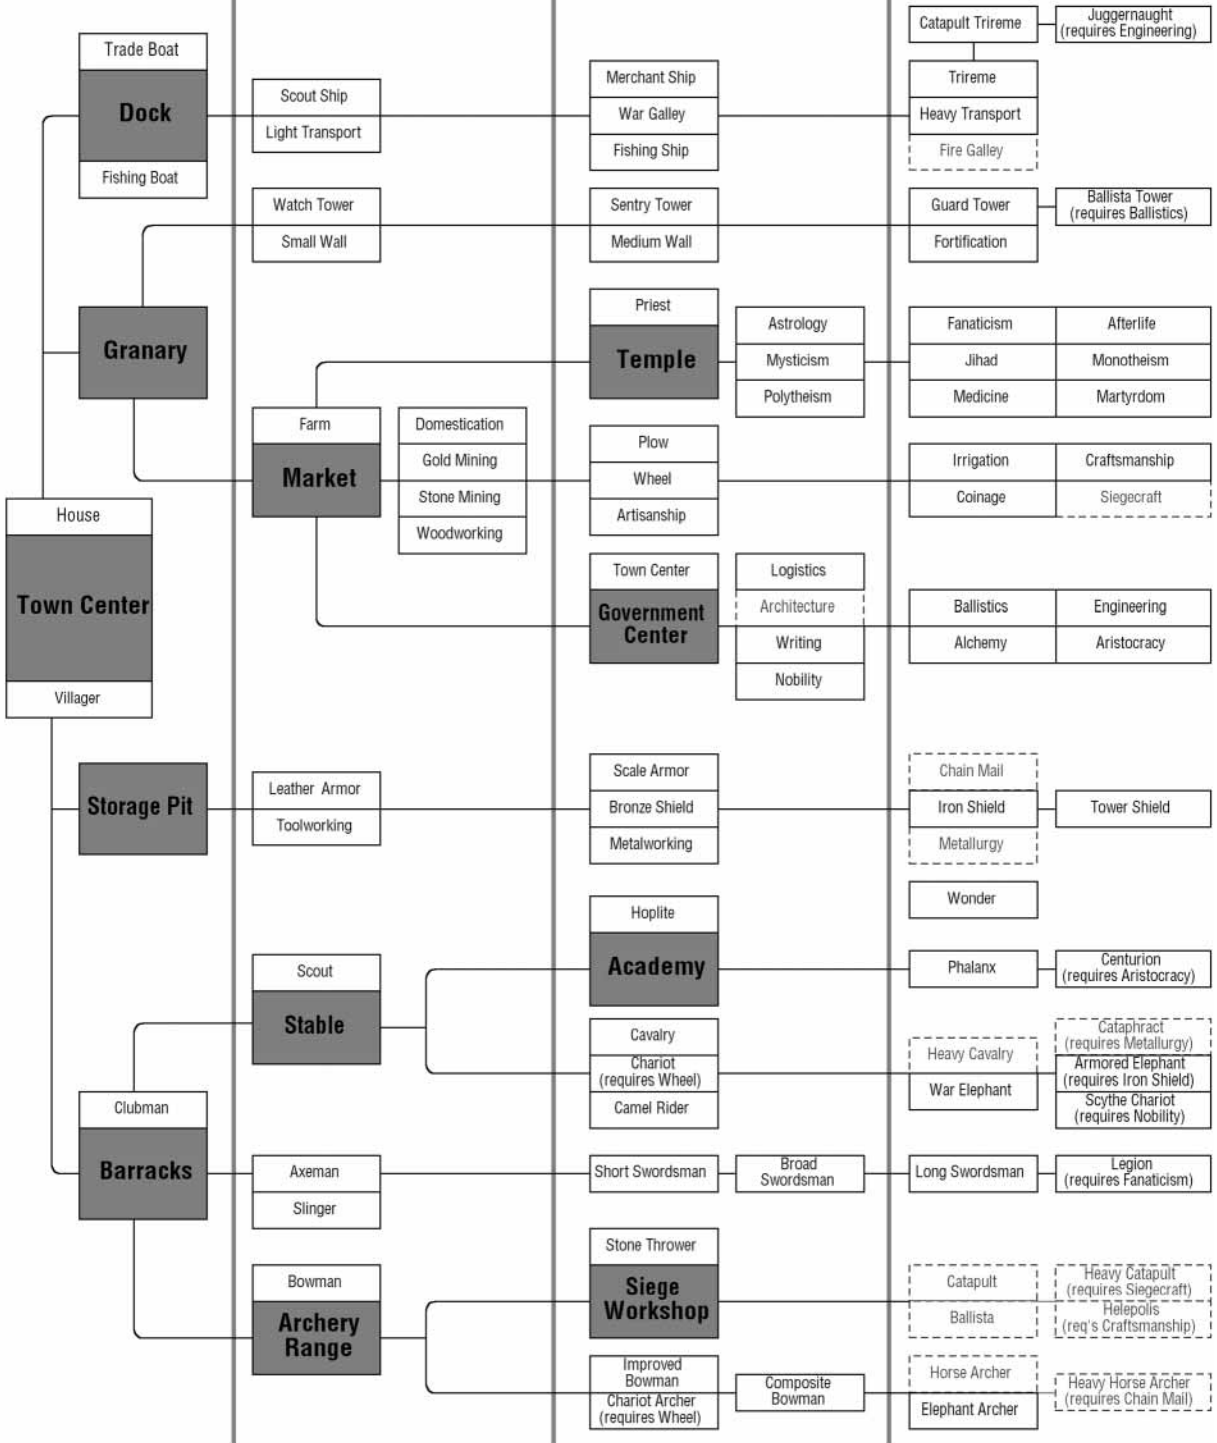 Catapult Trireme
Juggernaught
(requires Engineering)
Trade Boat
Dock
Fishing Boat
Scout Ship
Light Transport
Merchant Ship
War Galley
Fishing Ship
Trireme
Heavy Transport
Fire Galley
Watch Tower
Small Wall
Sentry Tower
Medium Wall
Guard Tower
Fortification
Ballista Tower
(requires Ballistics)
Granary
Priest
Temple
Astrology
Mysticism
Polytheism
Fanaticism
Afterlife
Jihad
Monotheism
Medicine
Martyrdom
Farm
Market
Domestication
Gold Mining
Stone Mining
Woodworking
Plow
Wheel
Artisanship
Irrigation
Craftsmanship
Coinage
Siegecraft
House
Town Center
Villager
Town Center
Government
Center
Logistics
Architecture
Writing
Nobility
Ballistics
Engineering
Alchemy
Aristocracy
Storage Pit
Leather Armor
Toolworking
Scale Armor
Bronze Shield
Metalworking
Chain Mail
Iron Shield
Tower Shield
Metallurgy
Wonder
Hoplite
Academy
Phalanx
Centurion
(requires Aristocracy)
Scout
Stable
Cavalry
Chariot
(requires Wheel)
Camel Rider
Heavy Cavalry
War Elephant
Cataphract
(requires Metallurgy)
Armored Elephant
(requires Iron Shield)
Scythe Chariot
(requires Nobility)
Clubman
Barracks
Axeman
Slinger
Short Swordsman
Broad
Swordsman
Long Swordsman
Legion
(requires Fanaticism)
Bowman
Archery
Range
Stone Thrower
Siege
Workshop
Catapult
Ballista
Heavy Catapult
(requires Siegecraft)
Helepolis
(req's Craftsmanship)
Improved
Bowman
Chariot Archer
(requires Wheel)
Composite
Bowman
Horse Archer
Elephant Archer
Heavy Horse Archer
(requires Chain Mail)